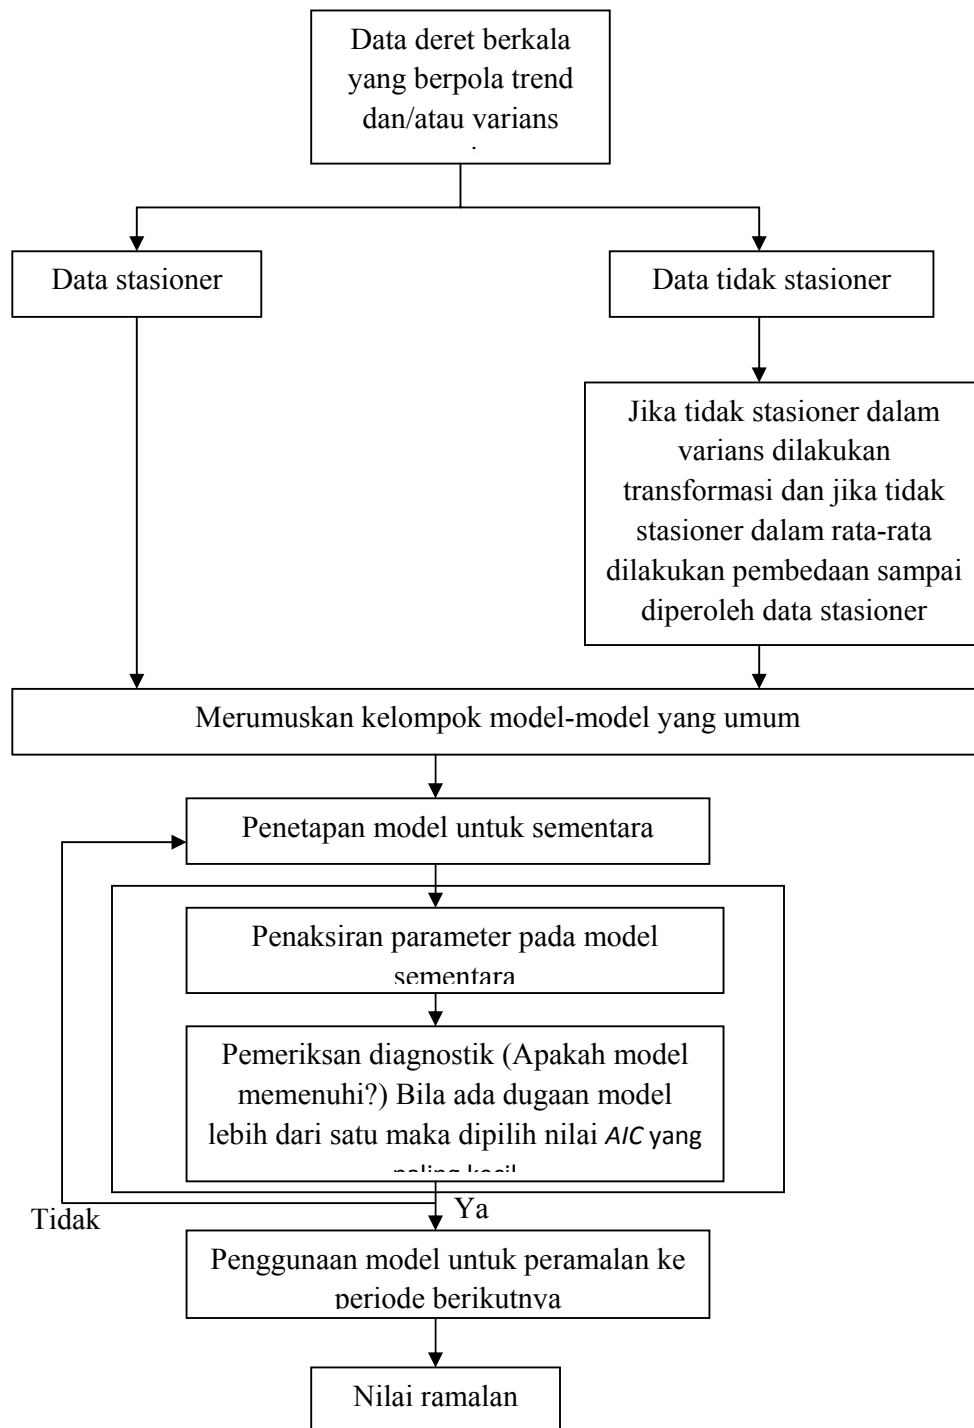 Data deret berkala
yang berpola trend
dan/atau varians
Data stasioner
Data tidak stasioner
Jika tidak stasioner dalam
varians dilakukan
transformasi dan jika tidak
stasioner dalam rata-rata
dilakukan pembedaan sampai
diperoleh data stasioner
Merumuskan kelompok model-model yang umum
Penetapan model untuk sementara
Penaksiran parameter pada model
sementara
Pemeriksan diagnostik (Apakah model
memenuhi?) Bila ada dugaan model
lebih dari satu maka dipilih nilai AIC yang
paling kecil
Ya
Tidak
Penggunaan model untuk peramalan ke
periode berikutnya
Nilai ramalan